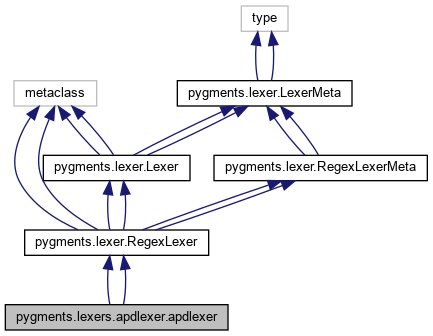 type
metaclass
pygments.lexer.LexerMeta
pygments.lexer.Lexer
pygments.lexer.RegexLexerMeta
pygments.lexer.RegexLexer
pygments.lexers.apdlexer.apdlexer